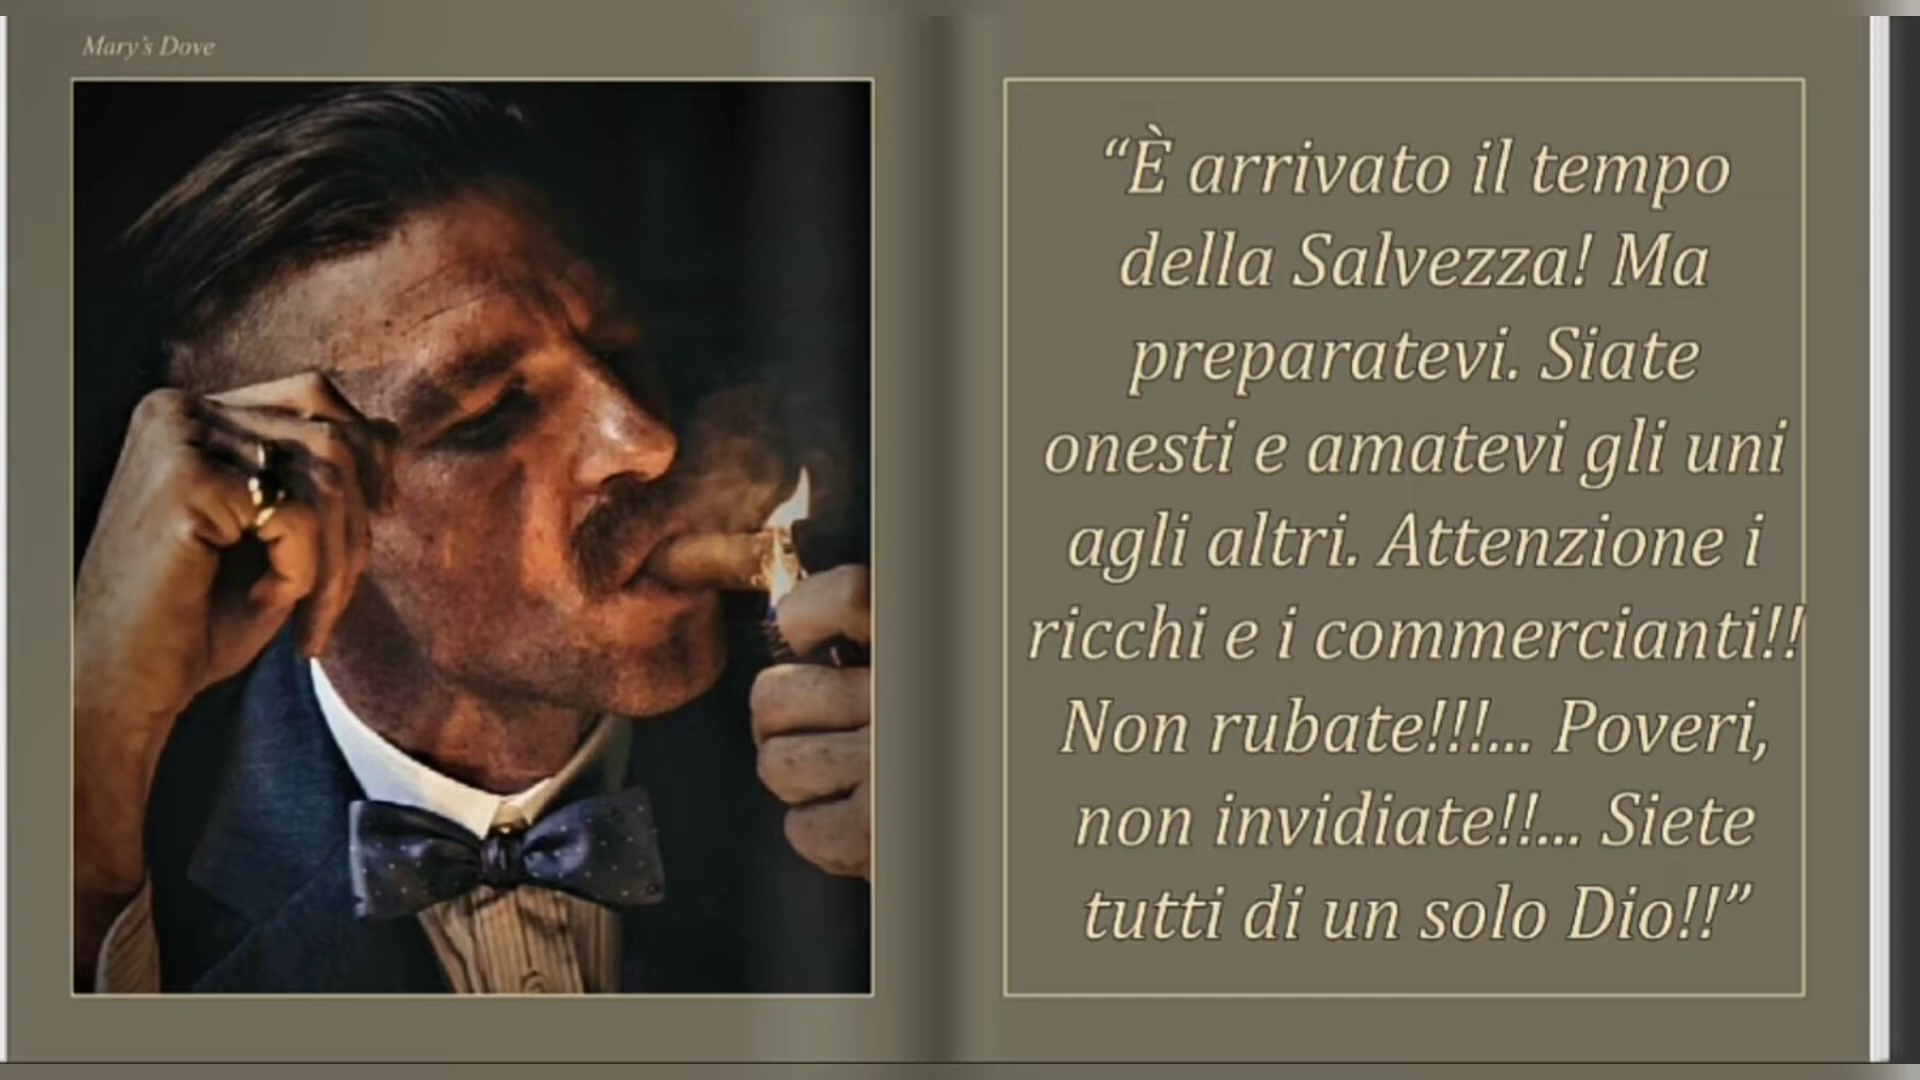 Mary's Dove
“È arrivato il tempo
della Salvezza! Ma
preparatevi. Siate
onesti e amatevi gli uni
agli altri. Attenzione i
ricchi e i commercianti!!
Non rubate!!!... Poveri,
non invidiate!!... Siete
tutti di un solo Dio!!”